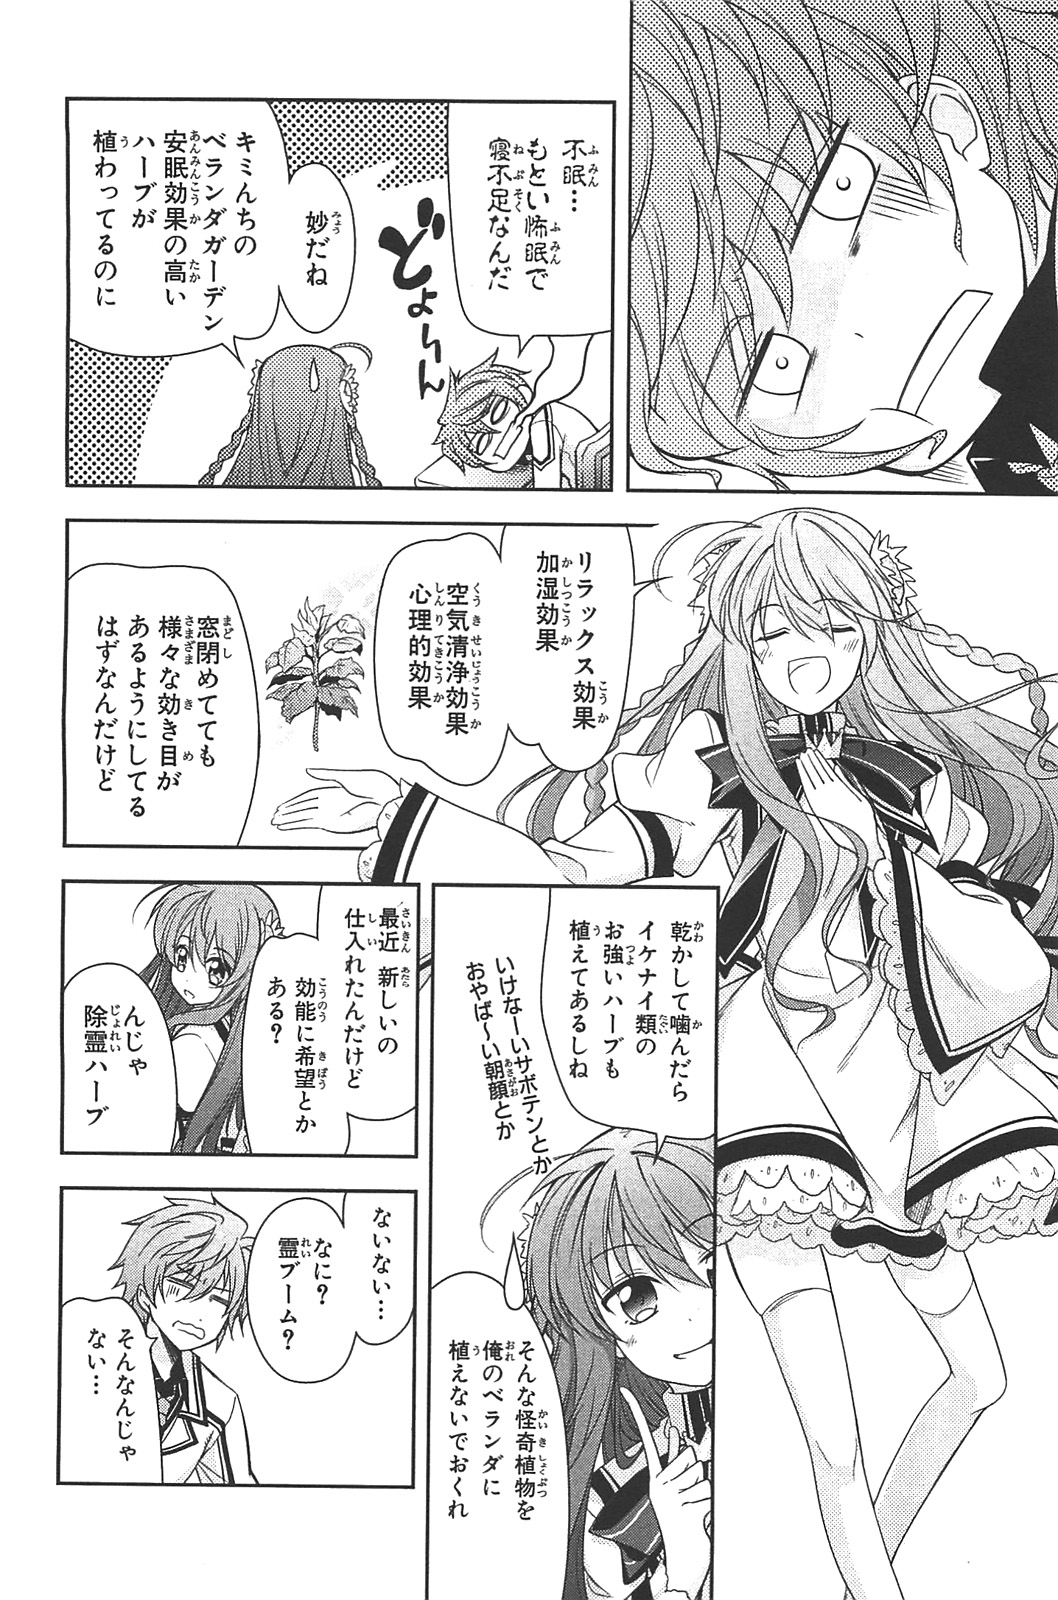 不眠…
もとい怖眠で
寝不足なんだ
どよ～ん
妙だね
キミんちの
ベランダガーデン
安眠効果の高い
ハーブが
植わってるのに
リラックス効果
加湿効果
空気清浄効果
心理的効果
窓閉めてても
様々な効き目が
あるようにしてる
はずなんだけど
乾かして噛んだら
イケナイ類の
お強いハーブも
植えてあるしね
いけなーいサボテンとか
おやば～い朝顔とか
そんな怪奇植物を
俺のベランダに
植えないでおくれ
最近 新しいの
仕入れたんだけど
効能に希望とか
ある？
んじゃ
除霊ハーブ
ないない…
なに？
霊ブーム？
そんなんじゃ
ない…